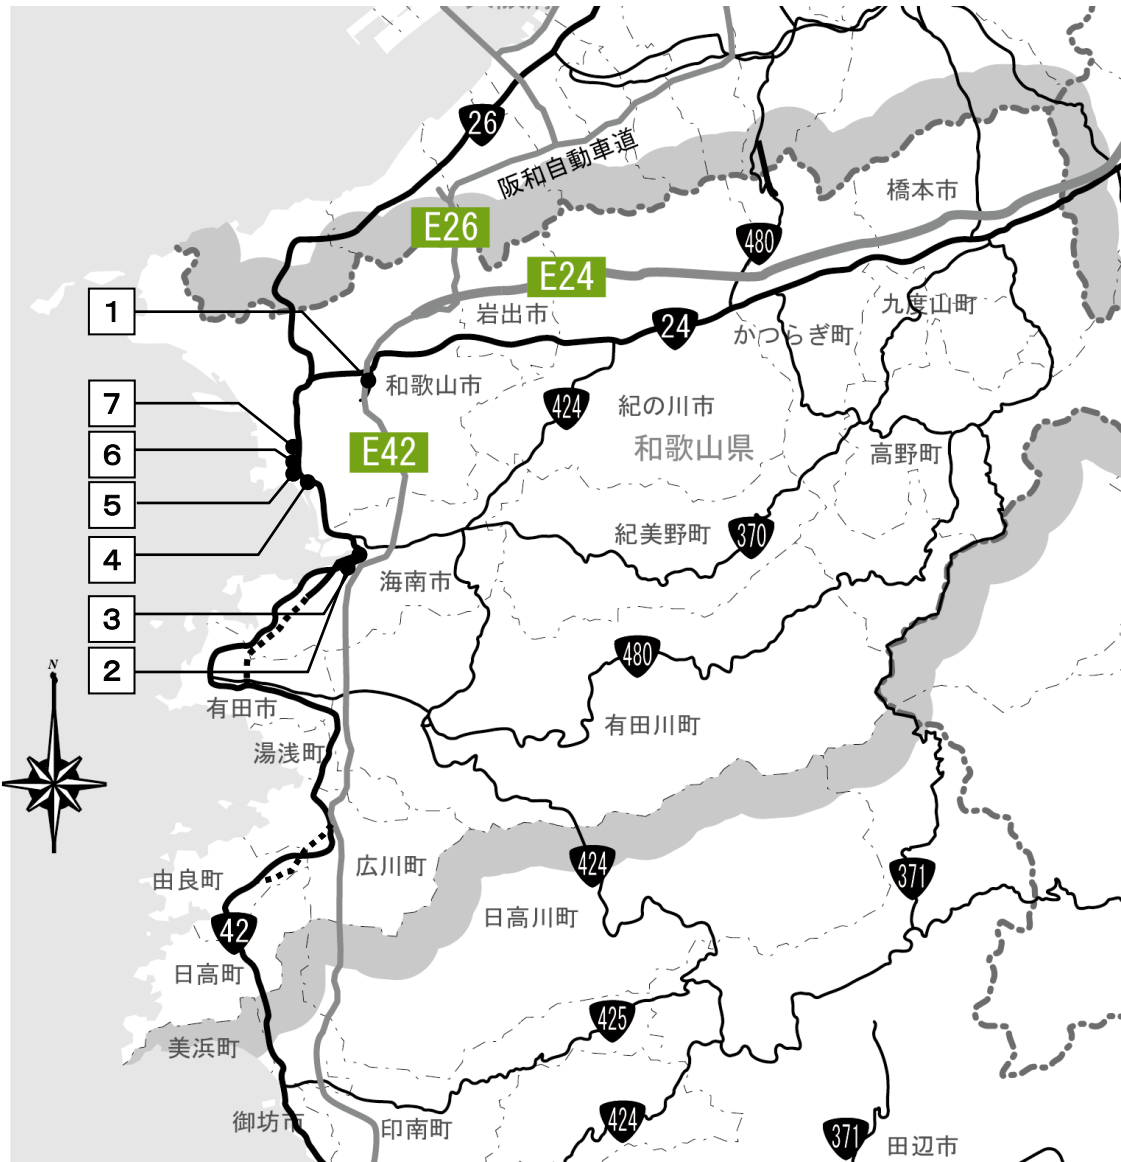 26
阪和自動車道
橋本市
E26
480
E24
九度山町
1
岩出市
24
かつらぎ町
和歌山市
7
424
紀の川市
E42
和歌山県
6
高野町
5
紀美野町
370
4
海南市
3
480
2
N
有田市
有田川町
湯浅町
広川町
424
由良町
371
日高川町
42
日高町
425
美浜町
御坊市
印南町
424
371
田辺市